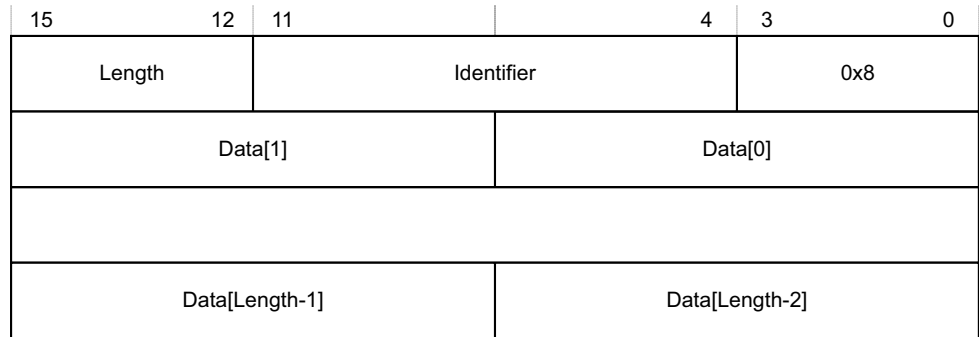 15 12 11 4 3 0
Length Identifier 0x8
Data[1] Data[0]
Data[Length-1] Data[Length-2]